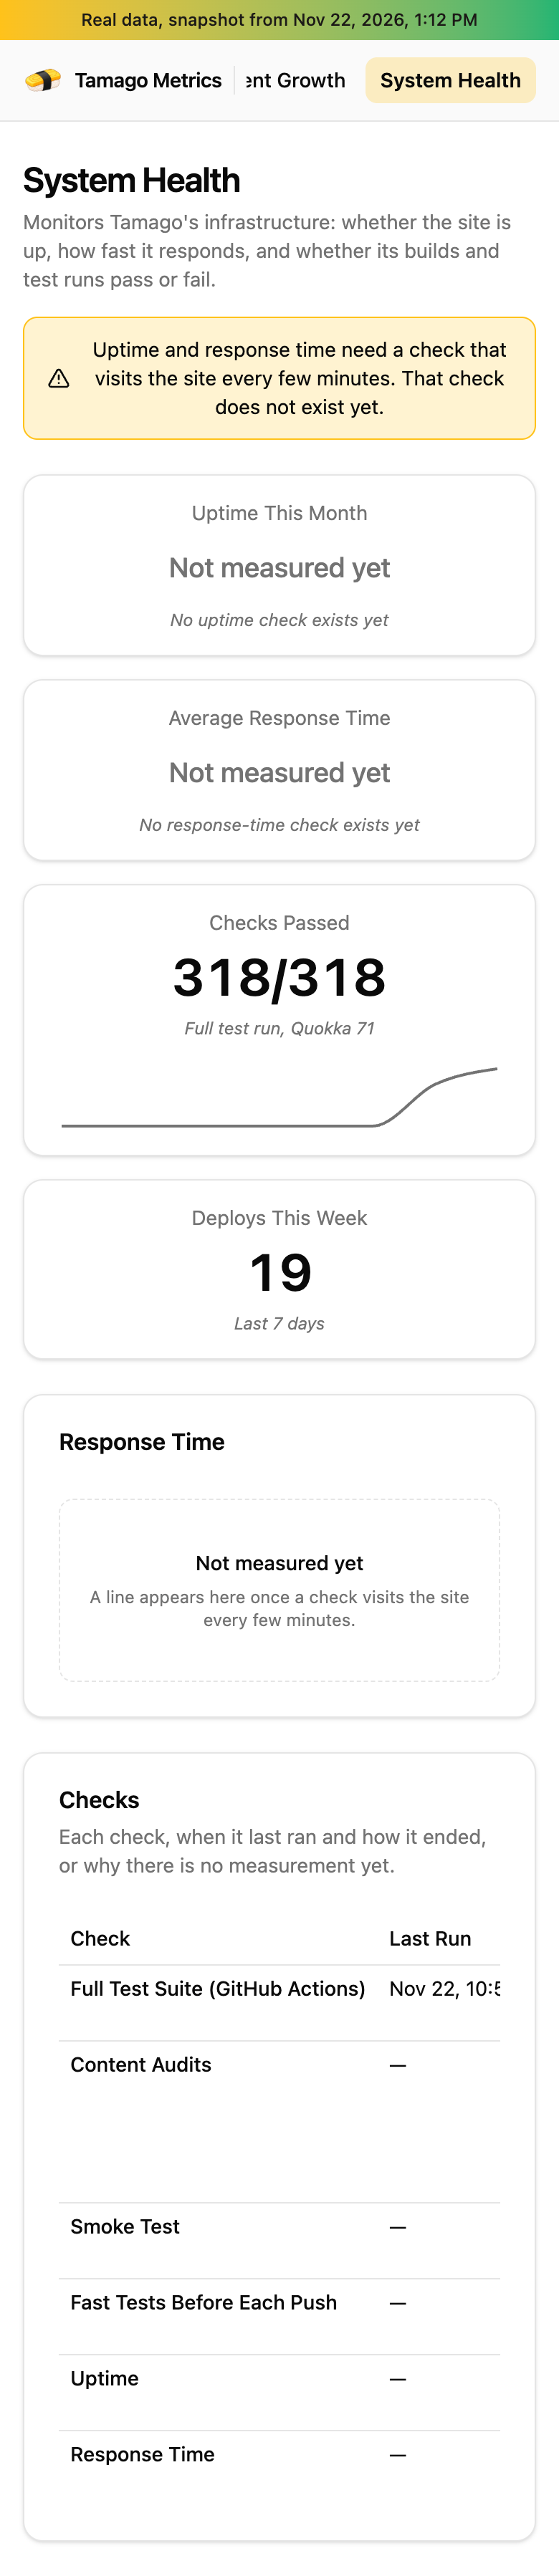 Real data, snapshot from Nov 22, 2026, 1:12 PM
Tamago Metrics
ent Growth
System Health
System Health
Monitors Tamago's infrastructure: whether the site is
up, how fast it responds, and whether its builds and
test runs pass or fail.
Uptime and response time need a check that
visits the site every few minutes. That check
does not exist yet.
Uptime This Month
Not measured yet
No uptime check exists yet
Average Response Time
Not measured yet
No response-time check exists yet
Checks Passed
318/318
Full test run, Quokka 71
Deploys This Week
19
Last 7 days
Response Time
Not measured yet
A line appears here once a check visits the site
every few minutes.
Checks
Each check, when it last ran and how it ended,
or why there is no measurement yet.
Check Last Run
Full Test Suite (GitHub Actions) Nov 22, 10:5
Content Audits —
Smoke Test —
Fast Tests Before Each Push —
Uptime —
Response Time —